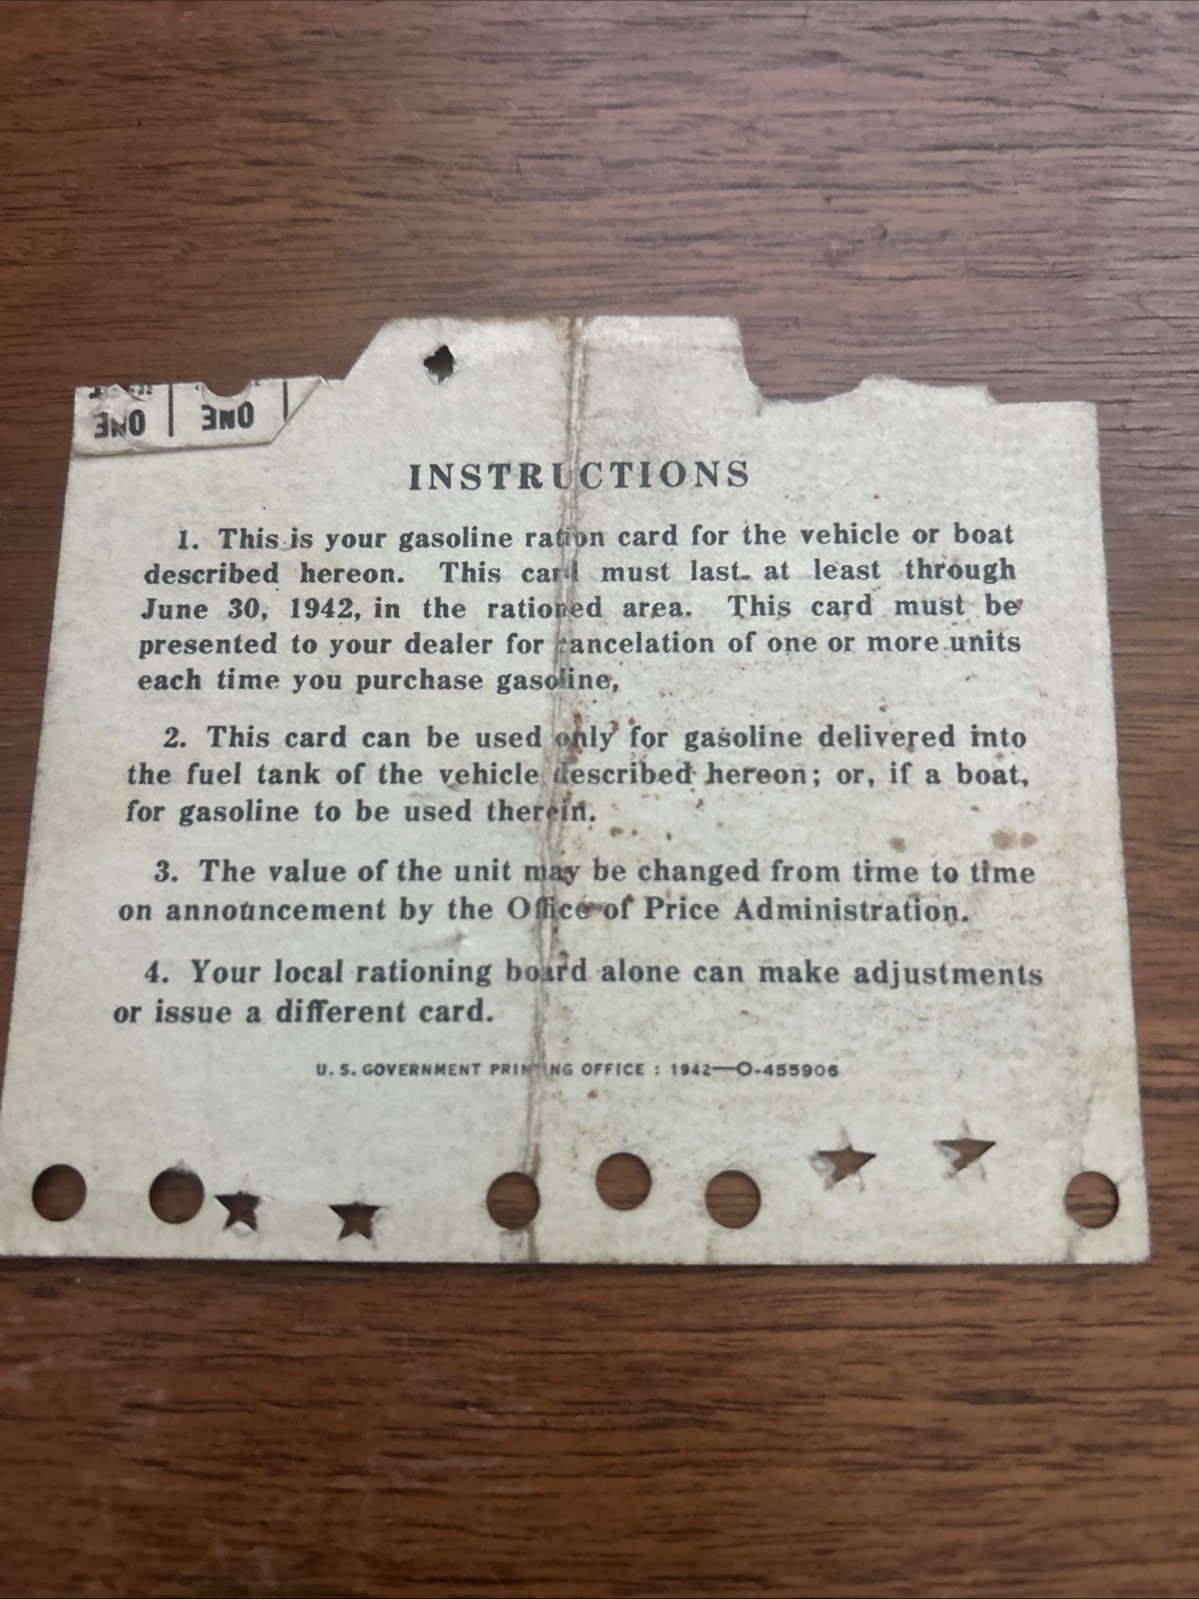 ONE ONE
INSTRUCTIONS
1. This is your gasoline ration card for the vehicle or boat
described hereon. This card must last at least through
June 30, 1942, in the rationed area. This card must be
presented to your dealer for cancelation of one or more units
each time you purchase gasoline.
2. This card can be used only for gasoline delivered into
the fuel tank of the vehicle described hereon; or, if a boat,
for gasoline to be used therein.
3. The value of the unit may be changed from time to time
on announcement by the Office of Price Administration.
4. Your local rationing board alone can make adjustments
or issue a different card.
U. S. GOVERNMENT PRINTING OFFICE : 1942—O-455906